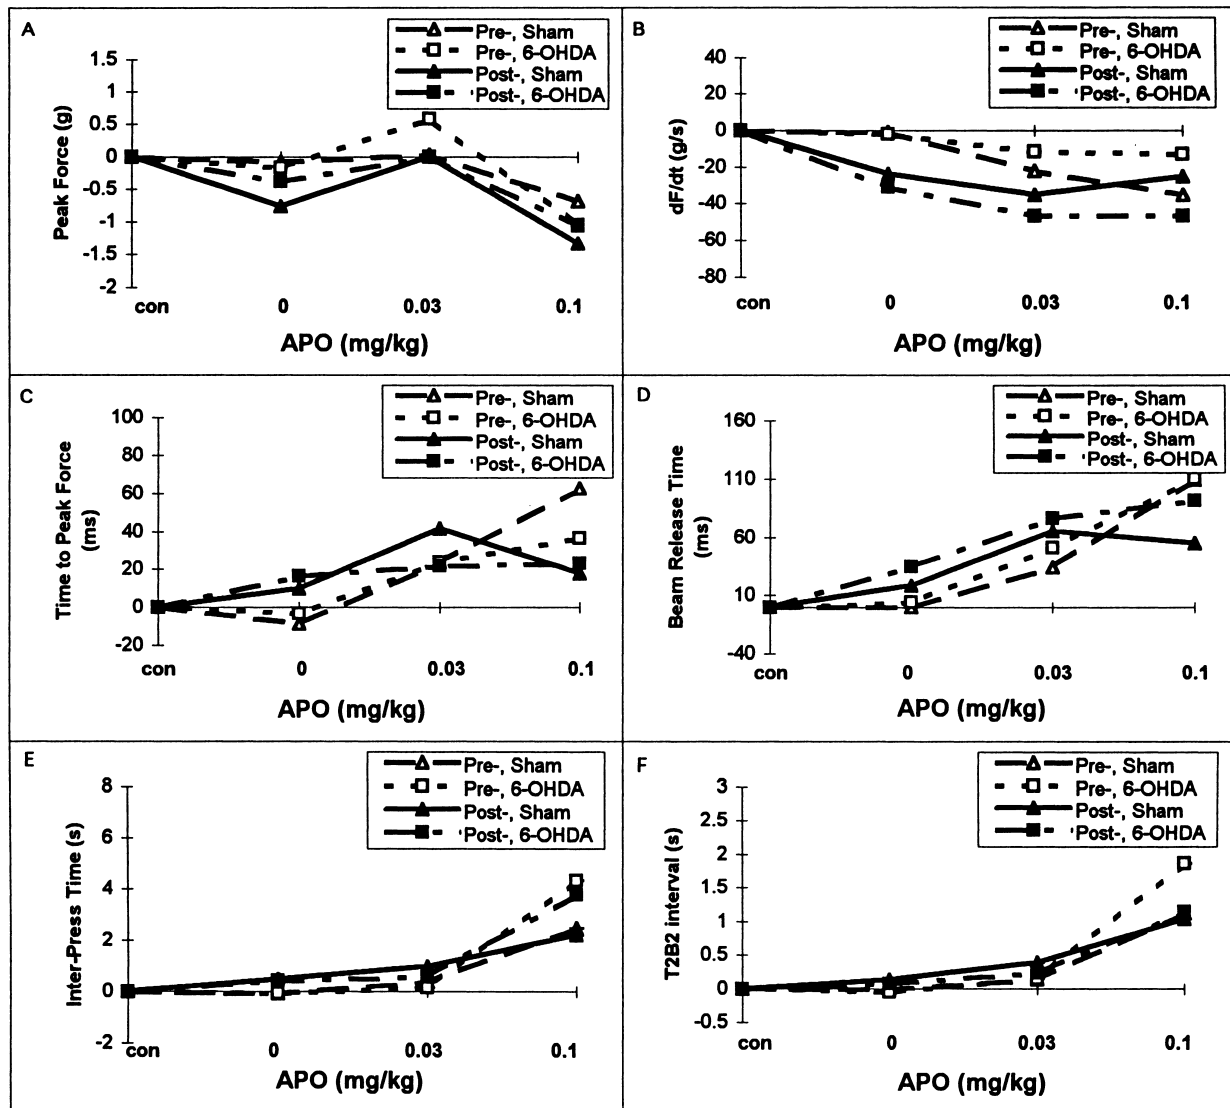 A
Pre-, Sham
Pre-, 6-OHDA
Post-, Sham
Post-, 6-OHDA
Peak Force (g)
1.5
1
0.5
0
-0.5
-1
-1.5
-2
con
0
0.03
0.1
APO (mg/kg)
B
Pre-, Sham
Pre-, 6-OHDA
Post-, Sham
Post-, 6-OHDA
dF/dt (g/s)
40
20
0
-20
-40
-60
-80
con
0
0.03
0.1
APO (mg/kg)
C
Pre-, Sham
Pre-, 6-OHDA
Post-, Sham
Post-, 6-OHDA
Time to Peak Force
(ms)
100
80
60
40
20
0
-20
con
0
0.03
0.1
APO (mg/kg)
D
Pre-, Sham
Pre-, 6-OHDA
Post-, Sham
Post-, 6-OHDA
Beam Release Time
(ms)
160
110
60
10
-40
con
0
0.03
0.1
APO (mg/kg)
E
Pre-, Sham
Pre-, 6-OHDA
Post-, Sham
Post-, 6-OHDA
Inter-Press Time (s)
8
6
4
2
0
-2
con
0
0.03
0.1
APO (mg/kg)
F
Pre-, Sham
Pre-, 6-OHDA
Post-, Sham
Post-, 6-OHDA
T2B2 interval (s)
3
2.5
2
1.5
1
0.5
0
-0.5
con
0
0.03
0.1
APO (mg/kg)